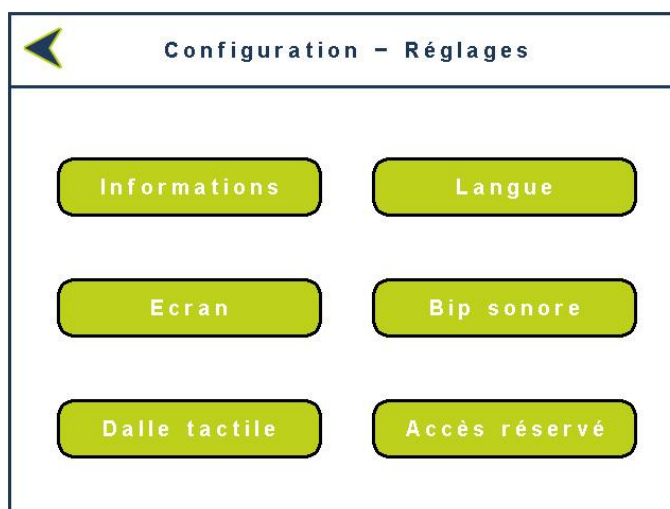 Configuration – Réglages
Informations
Langue
Ecran
Bip sonore
Dalle tactile
Accès réservé